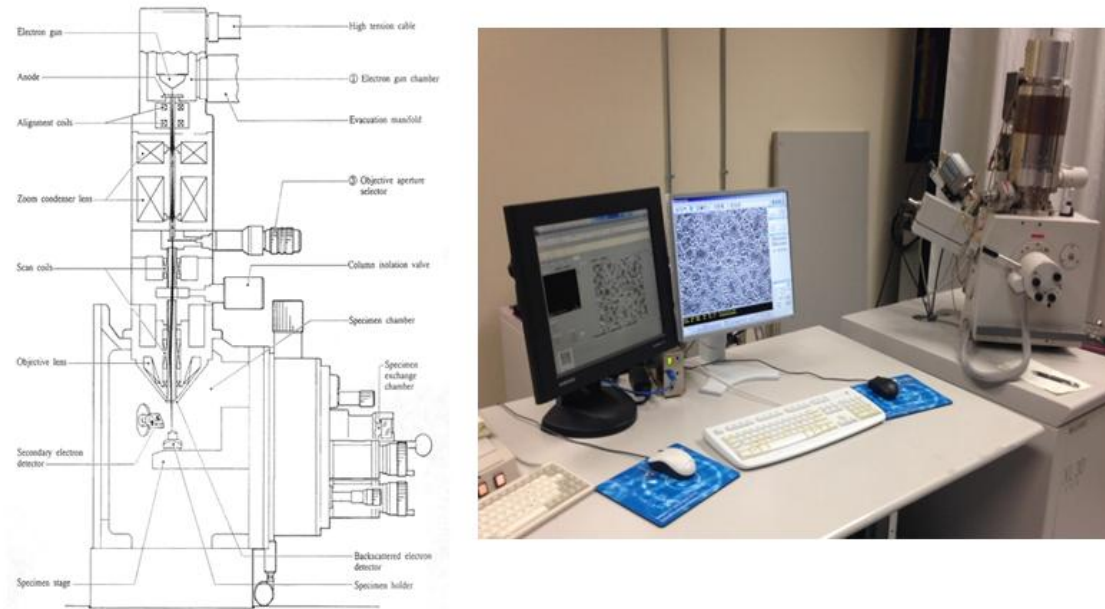 Electron gun
High tension cable
Anode
① Electron gun chamber
Alignment coils
Evacuation manifold
Zoom condenser lens
③ Objective aperture
selector
Scan coils
Column isolation valve
Specimen chamber
Objective lens
Specimen
exchange
chamber
Secondary electron
detector
Backscattered electron
detector
Specimen stage
Specimen holder